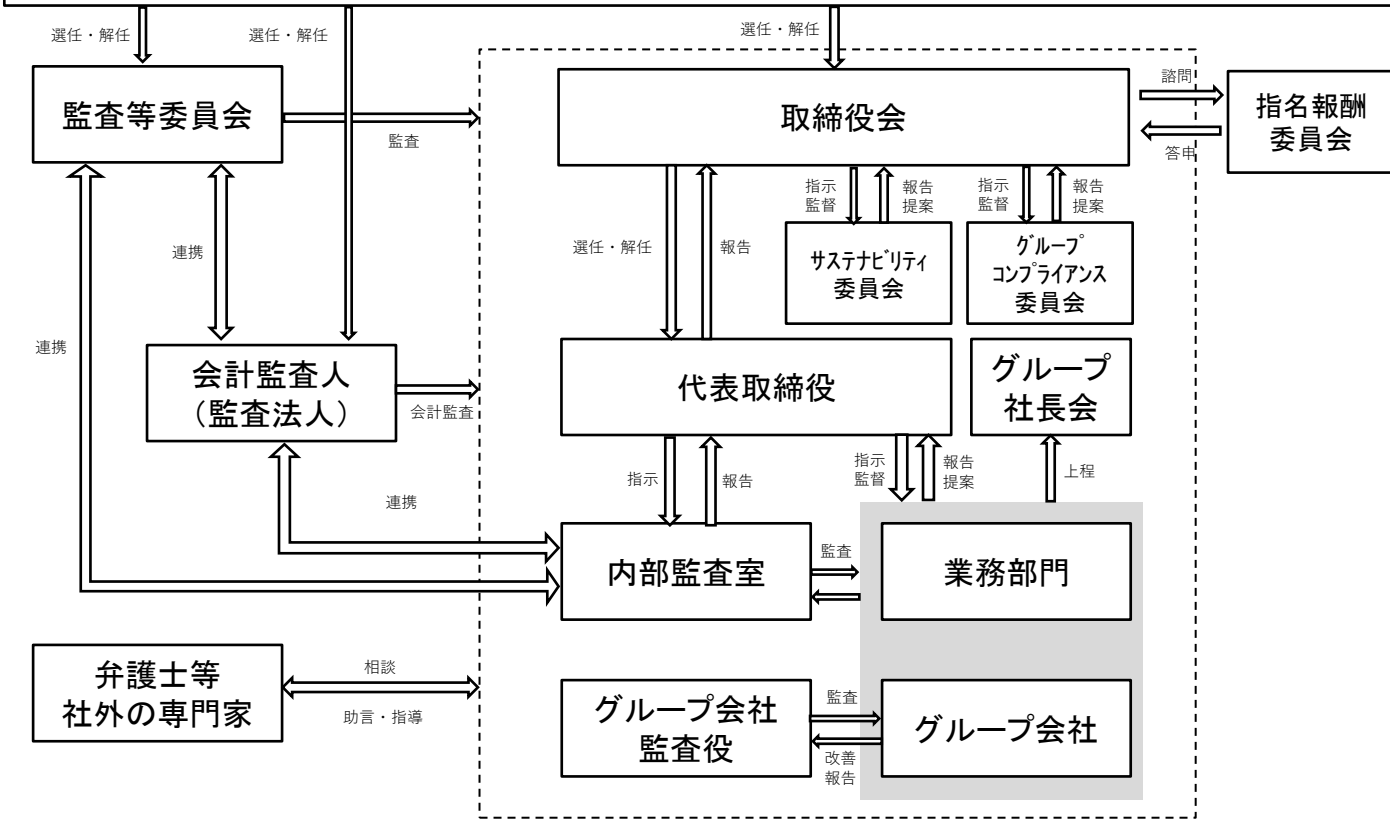 選任・解任
選任・解任
選任・解任
監査等委員会
監査
取締役会
諮問
答申
指名報酬
委員会
指示
監督
報告
提案
指示
監督
報告
提案
連携
選任・解任
報告
サステナビリティ
委員会
グループ
コンプライアンス
委員会
連携
会計監査人
（監査法人）
会計監査
代表取締役
グループ
社長会
連携
指示
報告
指示
監督
報告
提案
上程
内部監査室
監査
業務部門
弁護士等
社外の専門家
相談
助言・指導
グループ会社
監査役
監査
改善
報告
グループ会社